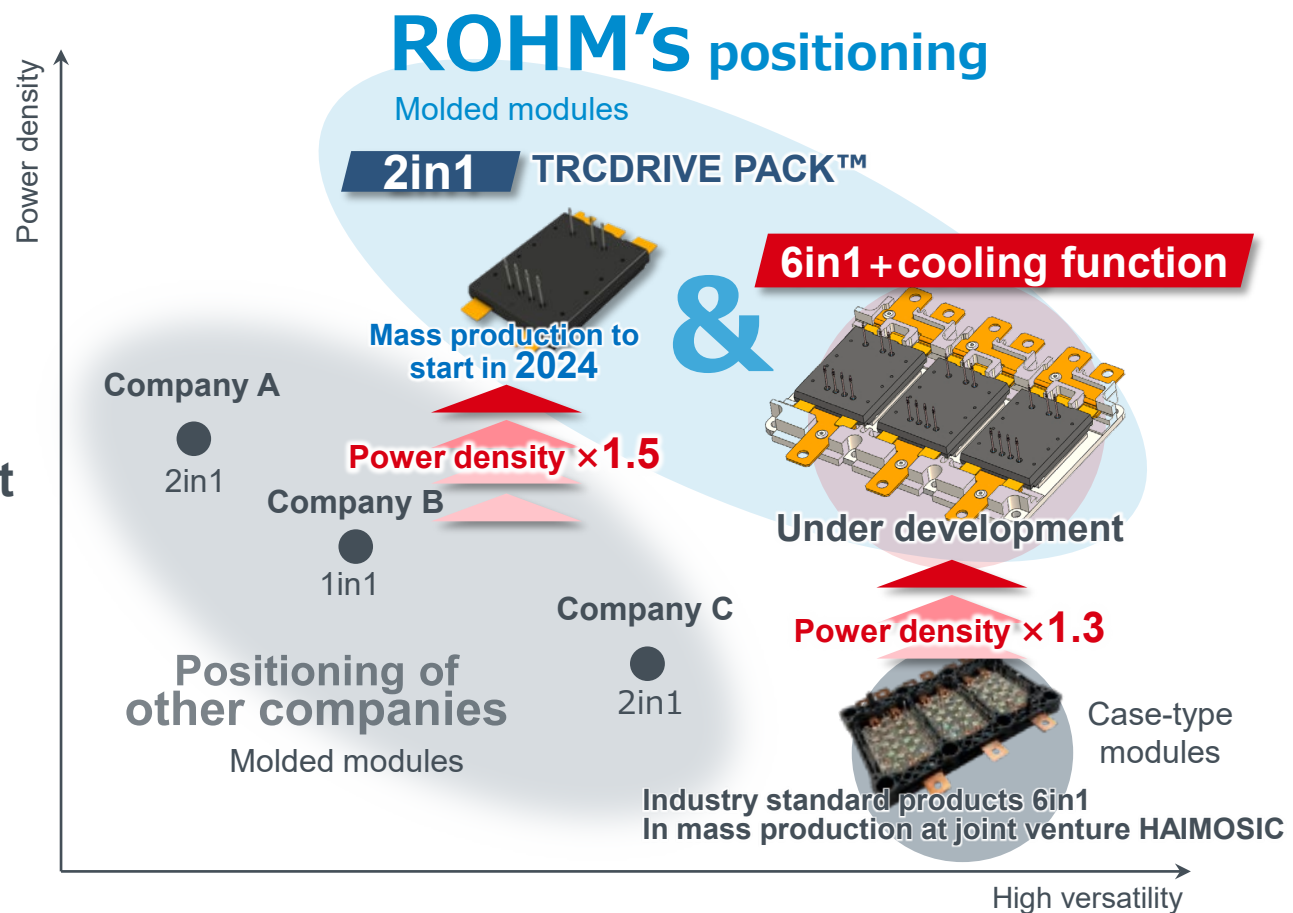 ROHM's positioning
Power density
Molded modules
2in1
TRCDRIVE PACK™
&
6in1+cooling function
Mass production to
start in 2024
Company A
2in1
Power density ×1.5
t
Company B
1in1
Under development
Company C
2in1
Power density ×1.3
Positioning of
other companies
Molded modules
Case-type
modules
Industry standard products 6in1
In mass production at joint venture HAIMOSIC
High versatility